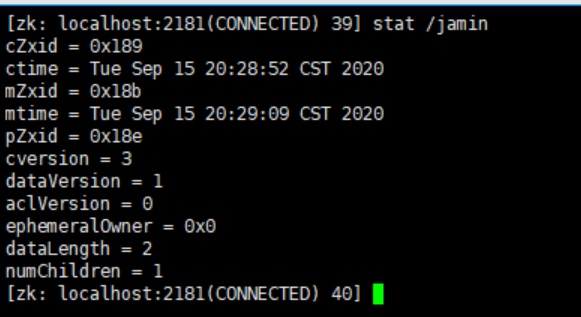 [zk: localhost:2181(CONNECTED) 39] stat /jamin
cZxid = 0x189
ctime = Tue Sep 15 20:28:52 CST 2020
mZxid = 0x18b
mtime = Tue Sep 15 20:29:09 CST 2020
pZxid = 0x18e
cversion = 3
dataVersion = 1
aclVersion = 0
ephemeralOwner = 0x0
dataLength = 2
numChildren = 1
[zk: localhost:2181(CONNECTED) 40]